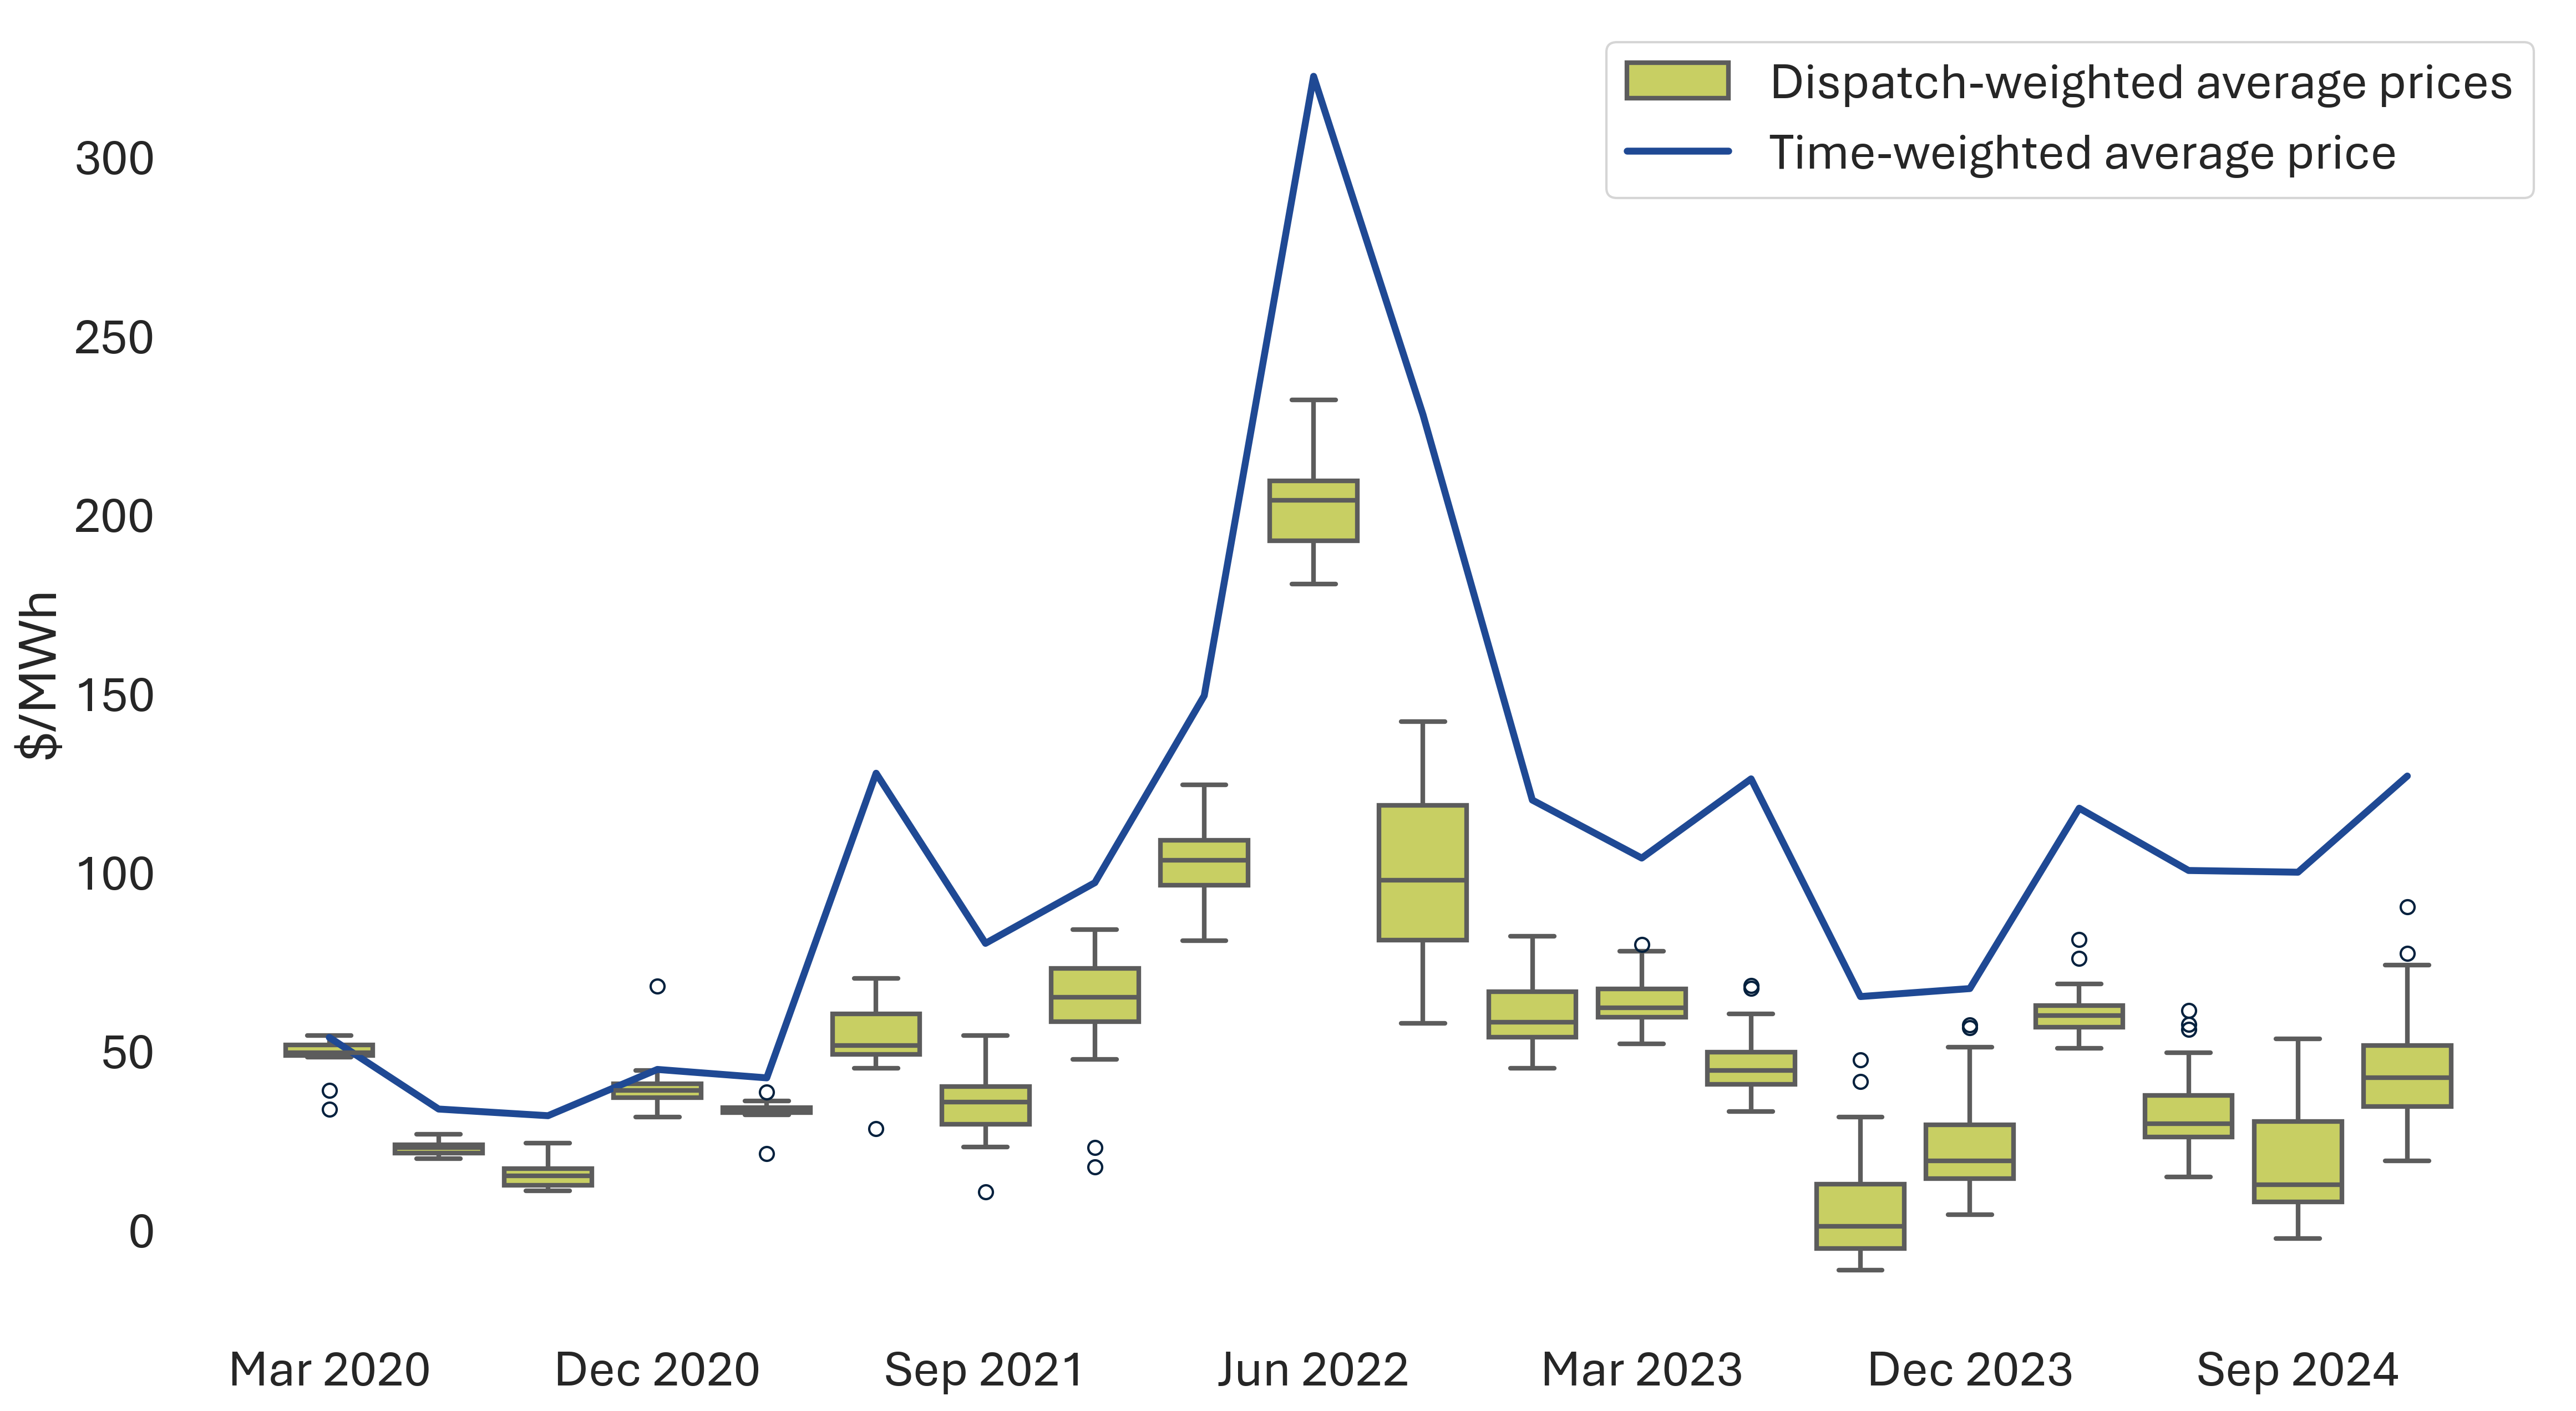 Dispatch-weighted average prices
Time-weighted average price
$/MWh
300
250
200
150
100
50
0
Mar 2020
Dec 2020
Sep 2021
Jun 2022
Mar 2023
Dec 2023
Sep 2024